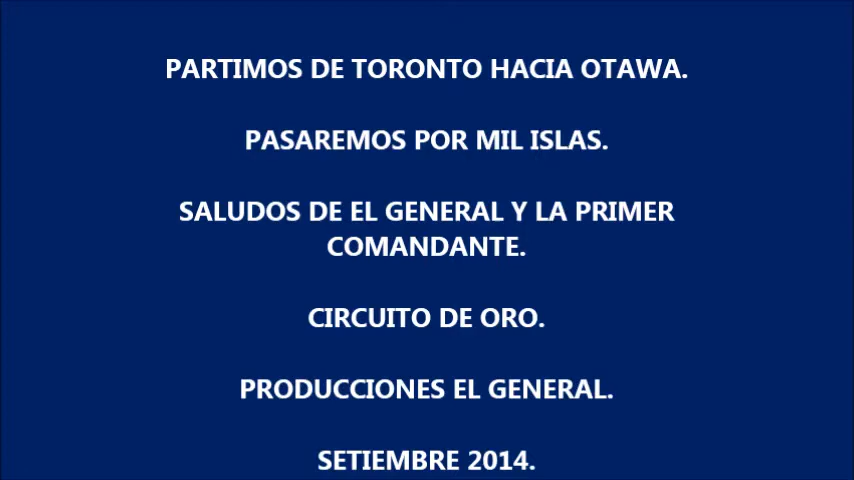 PARTIMOS DE TORONTO HACIA OTAWA.
PASAREMOS POR MIL ISLAS.
SALUDOS DE EL GENERAL Y LA PRIMER
COMANDANTE.
CIRCUITO DE ORO.
PRODUCCIONES EL GENERAL.
SETIEMBRE 2014.